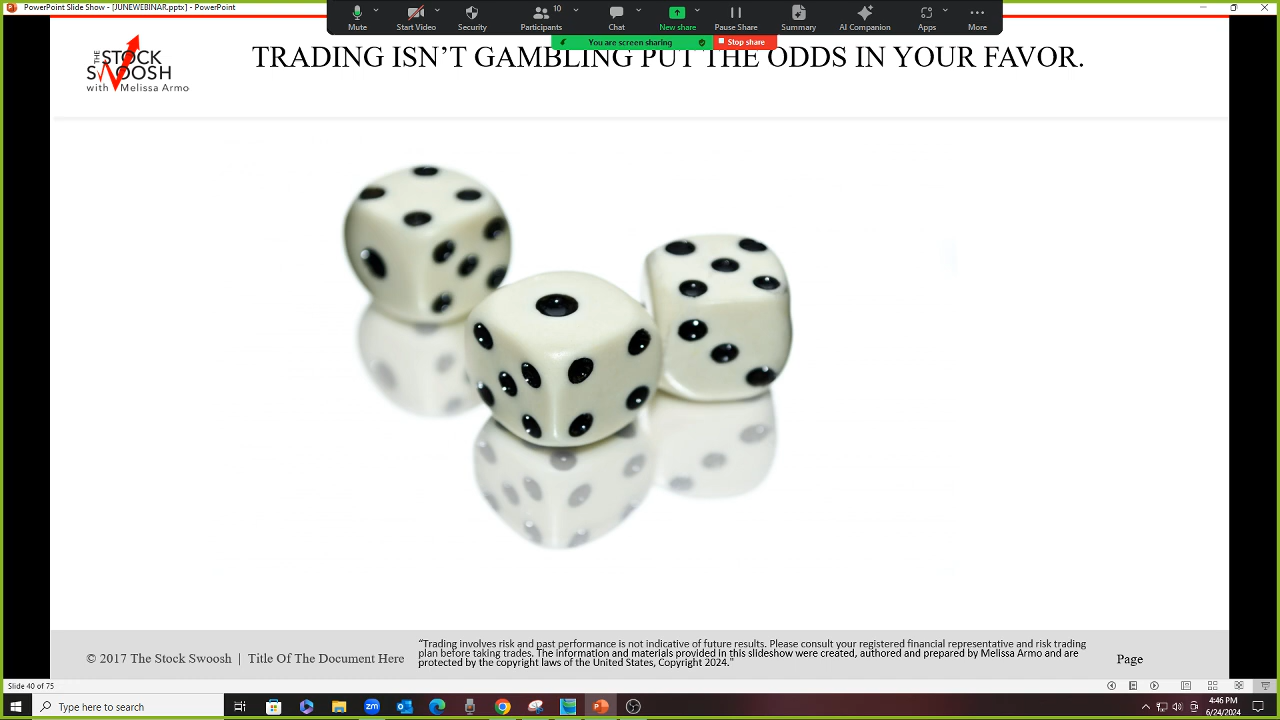 PowerPoint Slide Show - [JUNEWEBINAR.pptx] - PowerPoint
Mute
Start Video
Security
10
Participants
Chat
New share
Pause Share
Summary
AI Companion
Apps
More
You are screen sharing
Stop share
THE STOCK
SWOOSH
with Melissa Armo
TRADING ISN'T GAMBLING PUT THE ODDS IN YOUR FAVOR.
© 2017 The Stock Swoosh | Title Of The Document Here
"Trading involves risk and past performance is not indicative of future results. Please consult your registered financial representative and risk trading
plan before taking trades. The information and materials provided in this slideshow were created, authored and prepared by Melissa Armo and are
protected by the copyright laws of the United States, Copyright 2024."
Page
Slide 40 of 75
Type here to search
zm
4:46 PM
6/24/2024